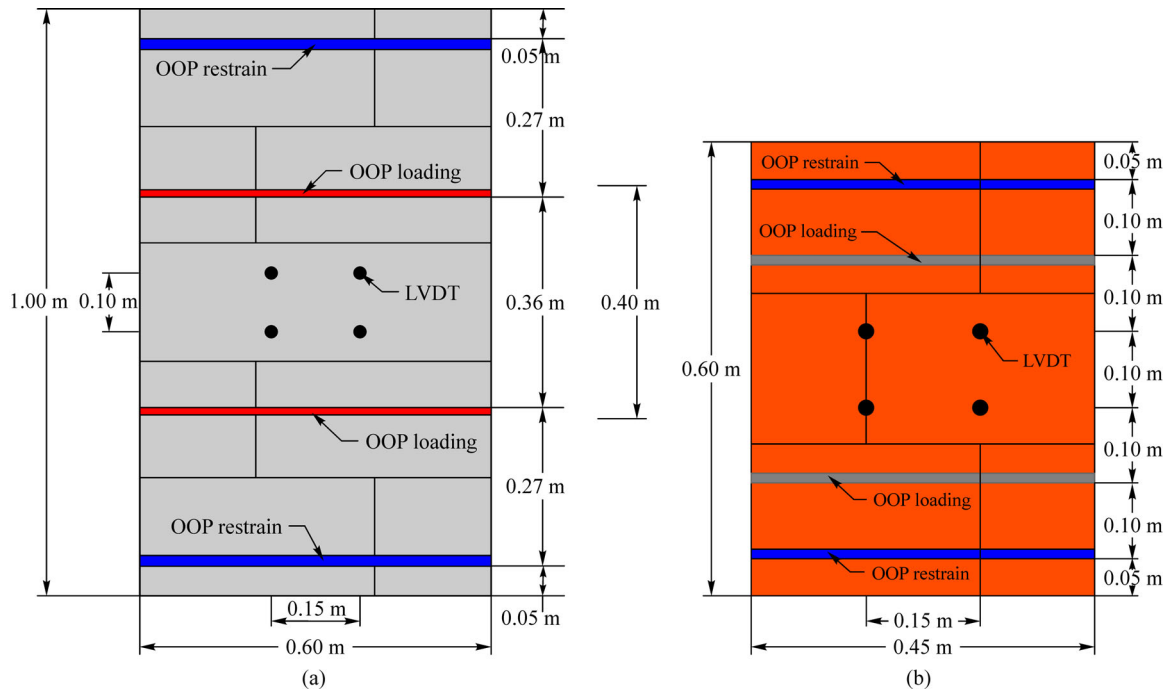 0.05 m
OOP restrain
0.27 m
OOP loading
1.00 m
0.10 m
LVDT
0.36 m
0.40 m
OOP loading
0.27 m
OOP restrain
0.15 m
0.05 m
0.60 m
(a)
OOP restrain
0.05 m
0.10 m
OOP loading
0.10 m
0.60 m
LVDT
0.10 m
0.10 m
OOP loading
0.10 m
OOP restrain
0.05 m
0.15 m
0.45 m
(b)